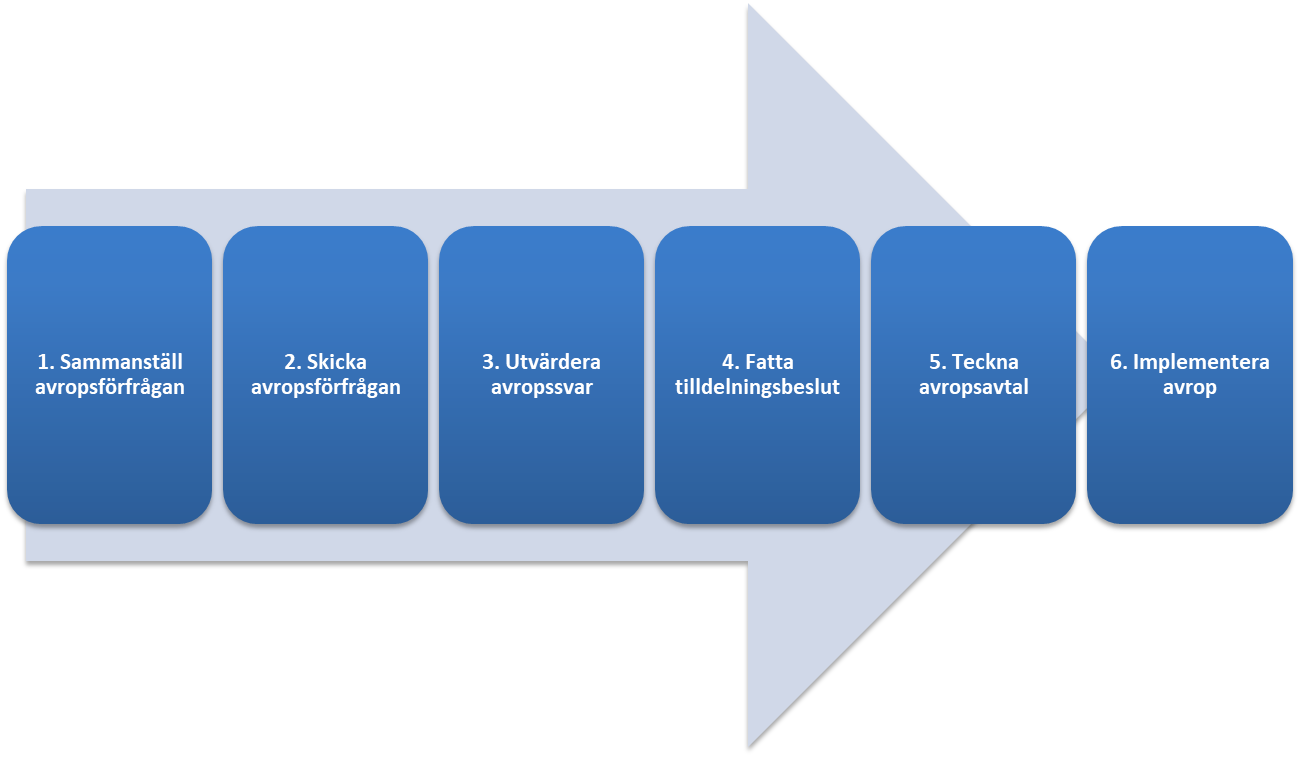 1. Sammanställ
avropsförfrågan
2. Skicka
avropsförfrågan
3. Utvärdera
avropssvar
4. Fatta
tilldelningsbeslut
5. Teckna
avropsavtal
6. Implementera
avrop